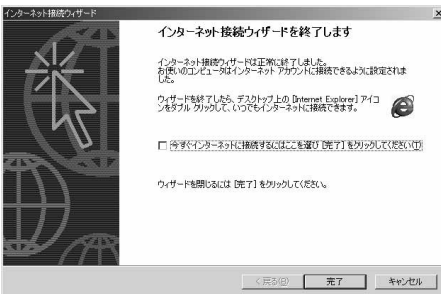 インターネット接続ウィザード
インターネット接続ウィザードを終了します
インターネット接続ウィザードは正常に終了しました。
お使いのコンピュータはインターネット アカウントに接続できるように設定されま
した。
ウィザードを終了したら、デスクトップ上の [Internet Explorer] アイコ
ンをダブル クリックして、いつでもインターネットに接続できます。
今すぐインターネットに接続するにはここを選び [完了] をクリックしてください(T)
ウィザードを閉じるには [完了] をクリックしてください。
< 戻る(B)
完了
キャンセル